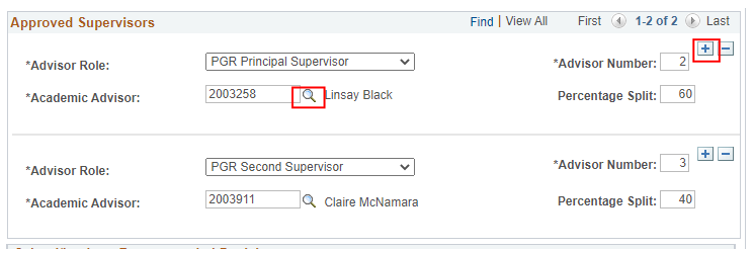 Approved Supervisors Find | View All First 1-2 of 2 Last
*Advisor Role: PGR Principal Supervisor *Advisor Number: 2
*Academic Advisor: 2003258 Linsay Black Percentage Split: 60
*Advisor Role: PGR Second Supervisor *Advisor Number: 3
*Academic Advisor: 2003911 Claire McNamara Percentage Split: 40